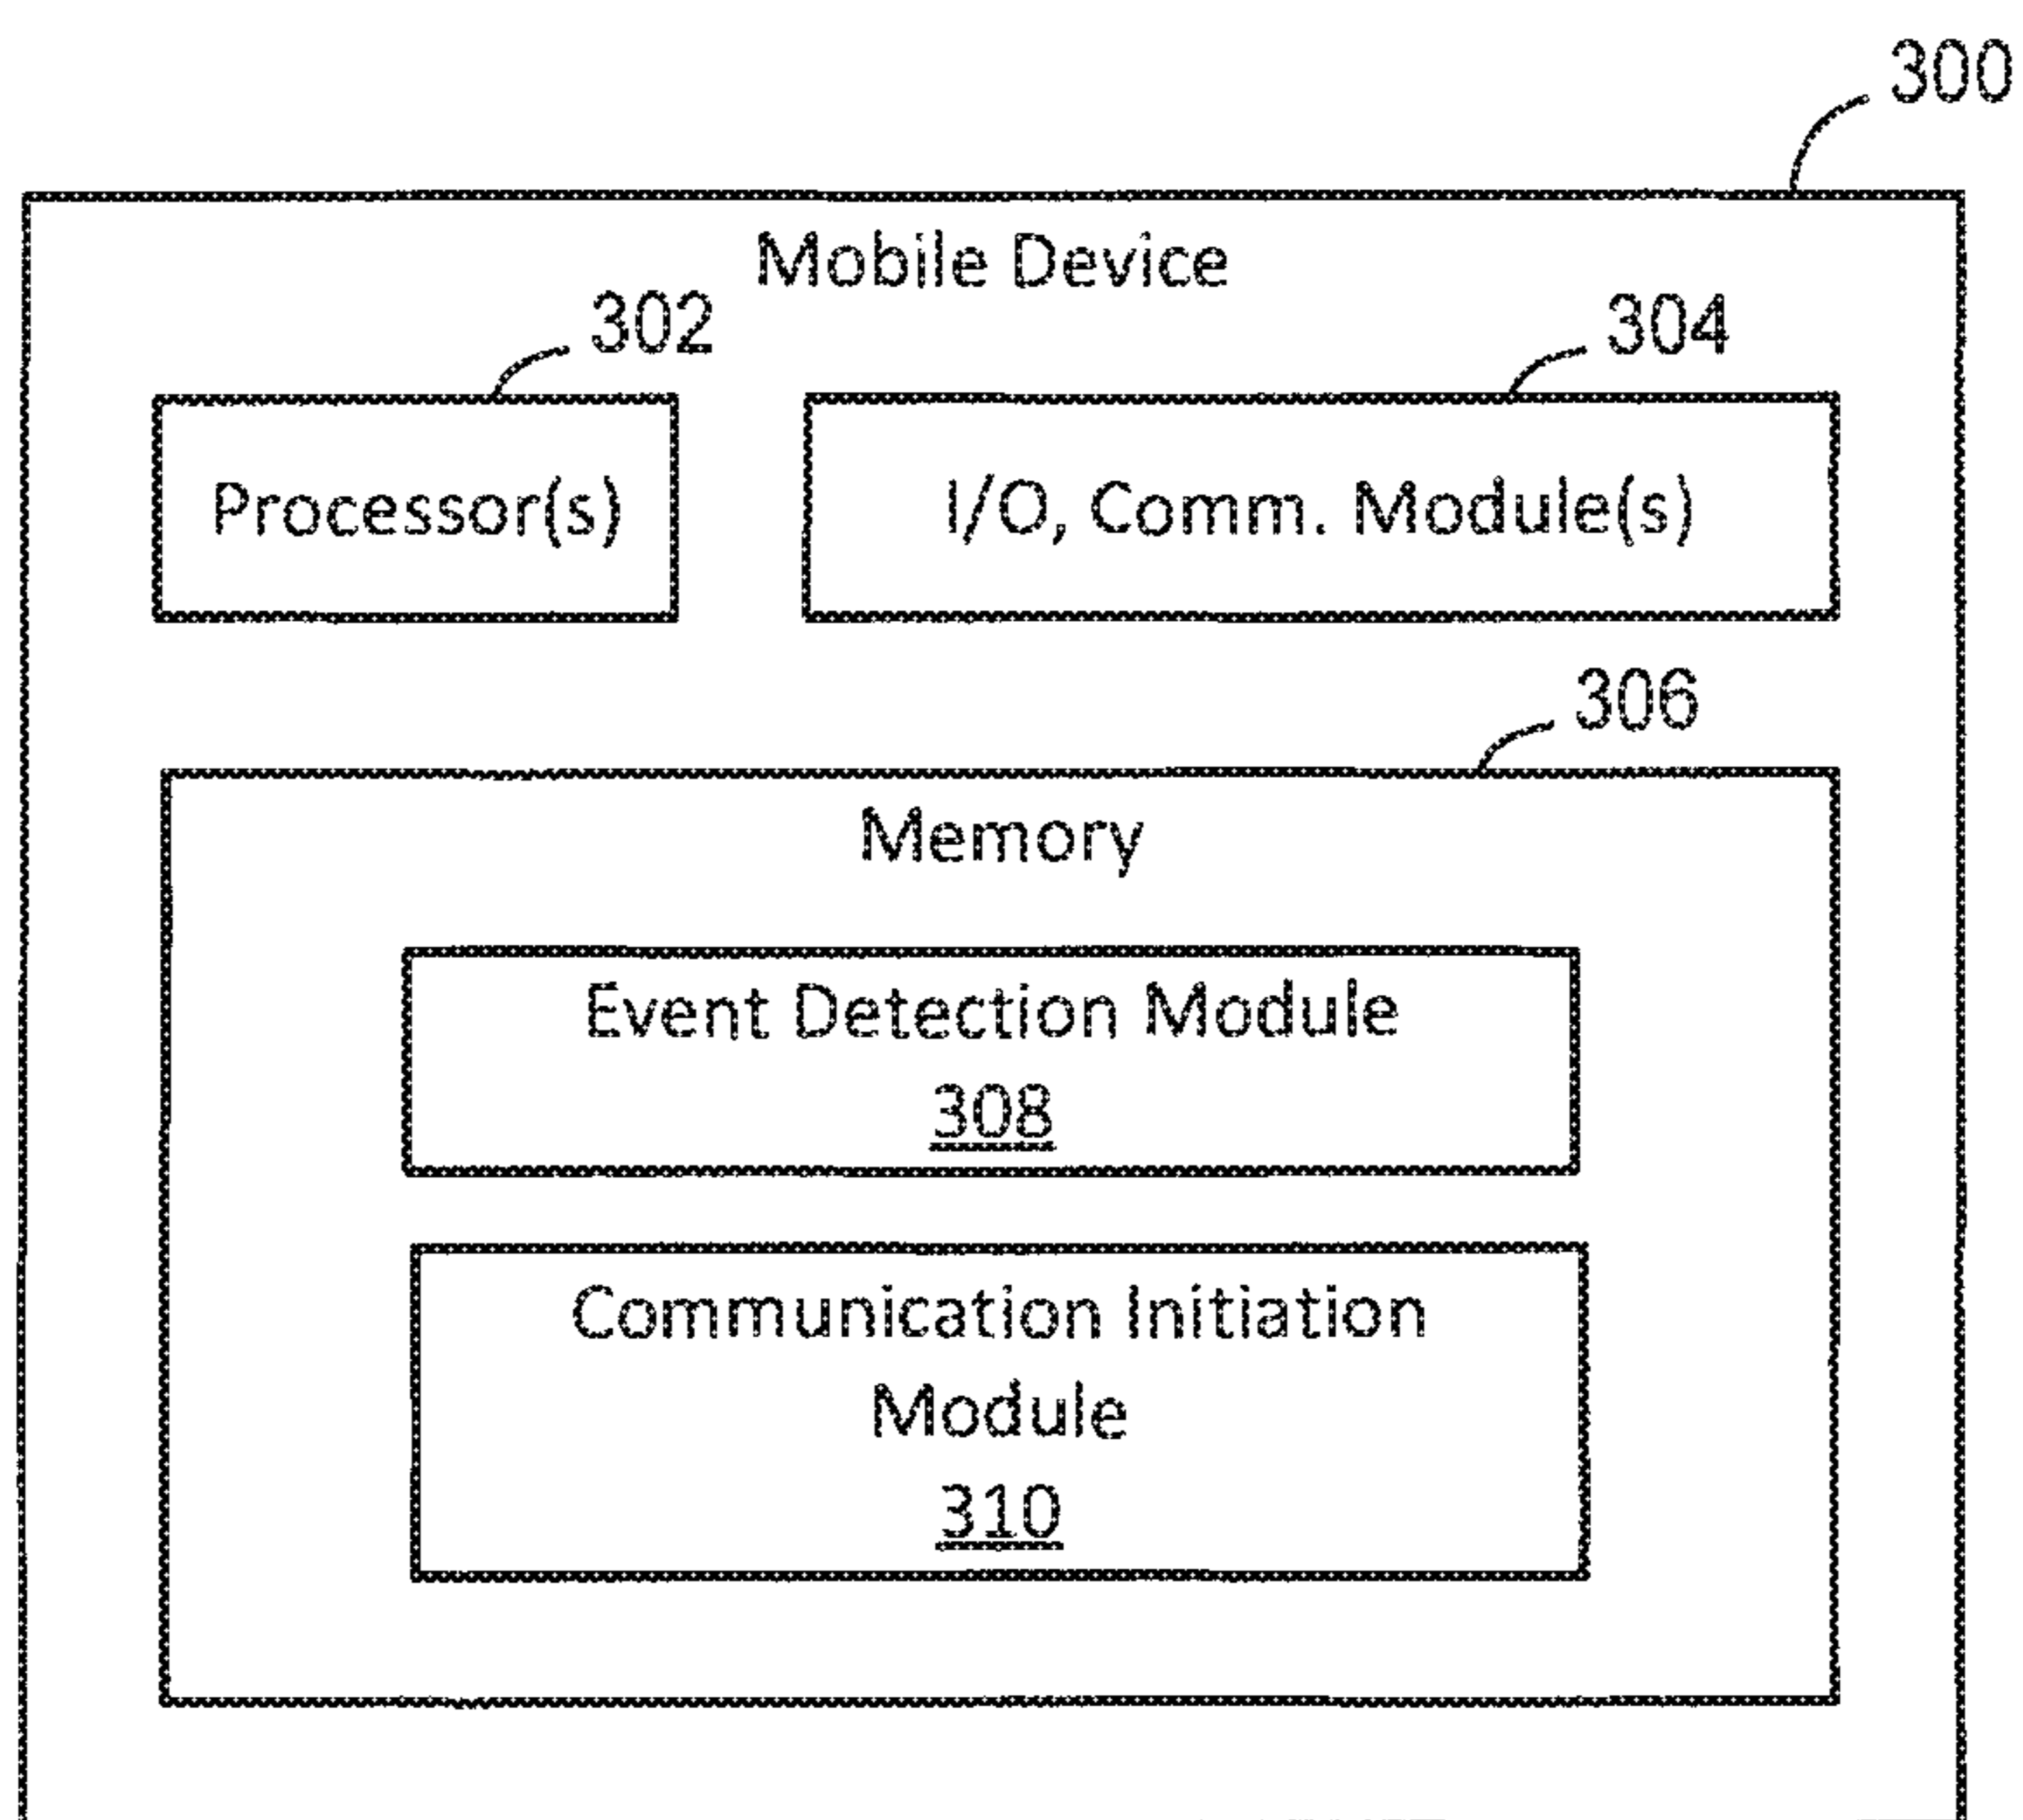 300
Mobile Device
302
304
Processor(s)
I/O, Comm. Module(s)
306
Memory
Event Detection Module
308
Communication Initiation
Module
310